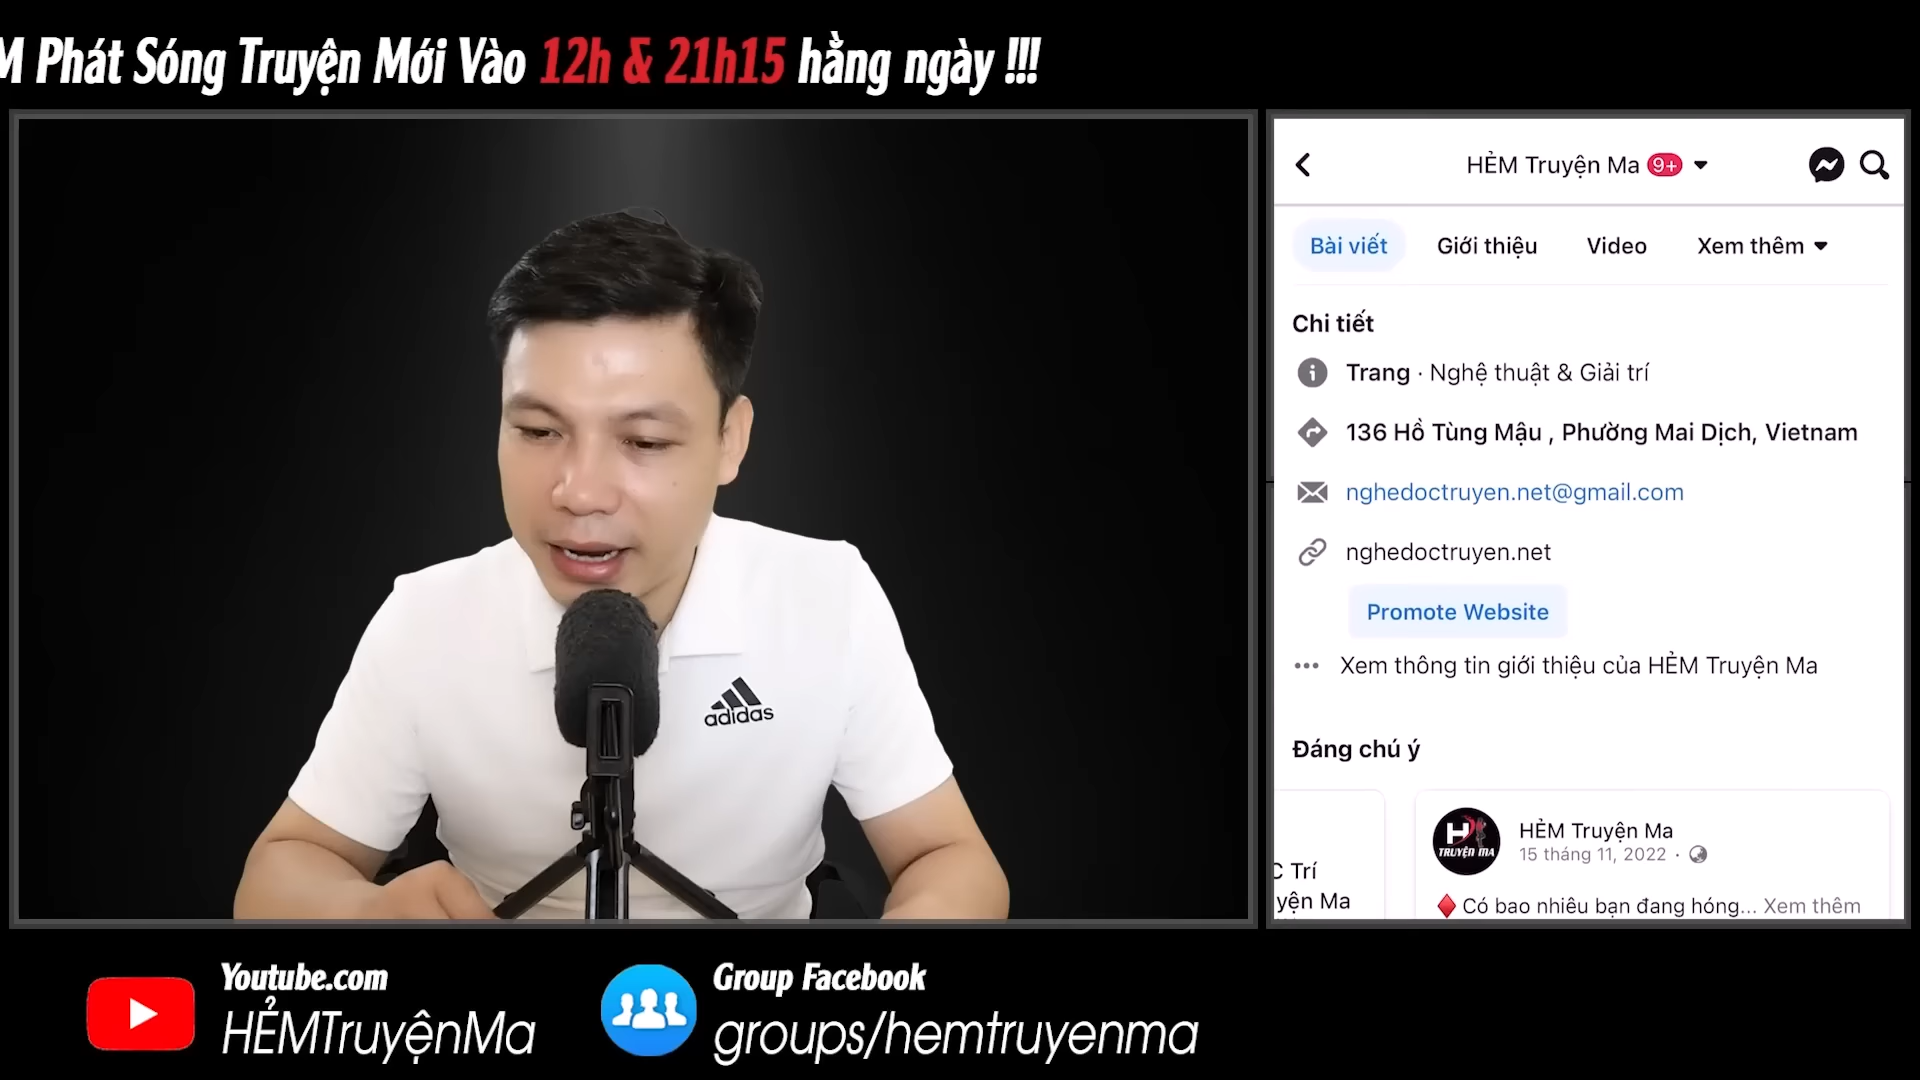 M Phát Sóng Truyện Mới Vào 12h & 21h15 hằng ngày !!!
adidas
HẺM Truyện Ma 9+
Bài viết Giới thiệu Video Xem thêm
Chi tiết
Trang · Nghệ thuật & Giải trí
136 Hồ Tùng Mậu , Phường Mai Dịch, Vietnam
nghedoctruyen.net@gmail.com
nghedoctruyen.net
Promote Website
Xem thông tin giới thiệu của HẺM Truyện Ma
Đáng chú ý
C Trí
yện Ma
H
TRUYỆN MA
HẺM Truyện Ma
15 tháng 11, 2022 ·
Có bao nhiêu bạn đang hóng... Xem thêm
Youtube.com
HẺMTruyệnMa
Group Facebook
groups/hemtruyenma